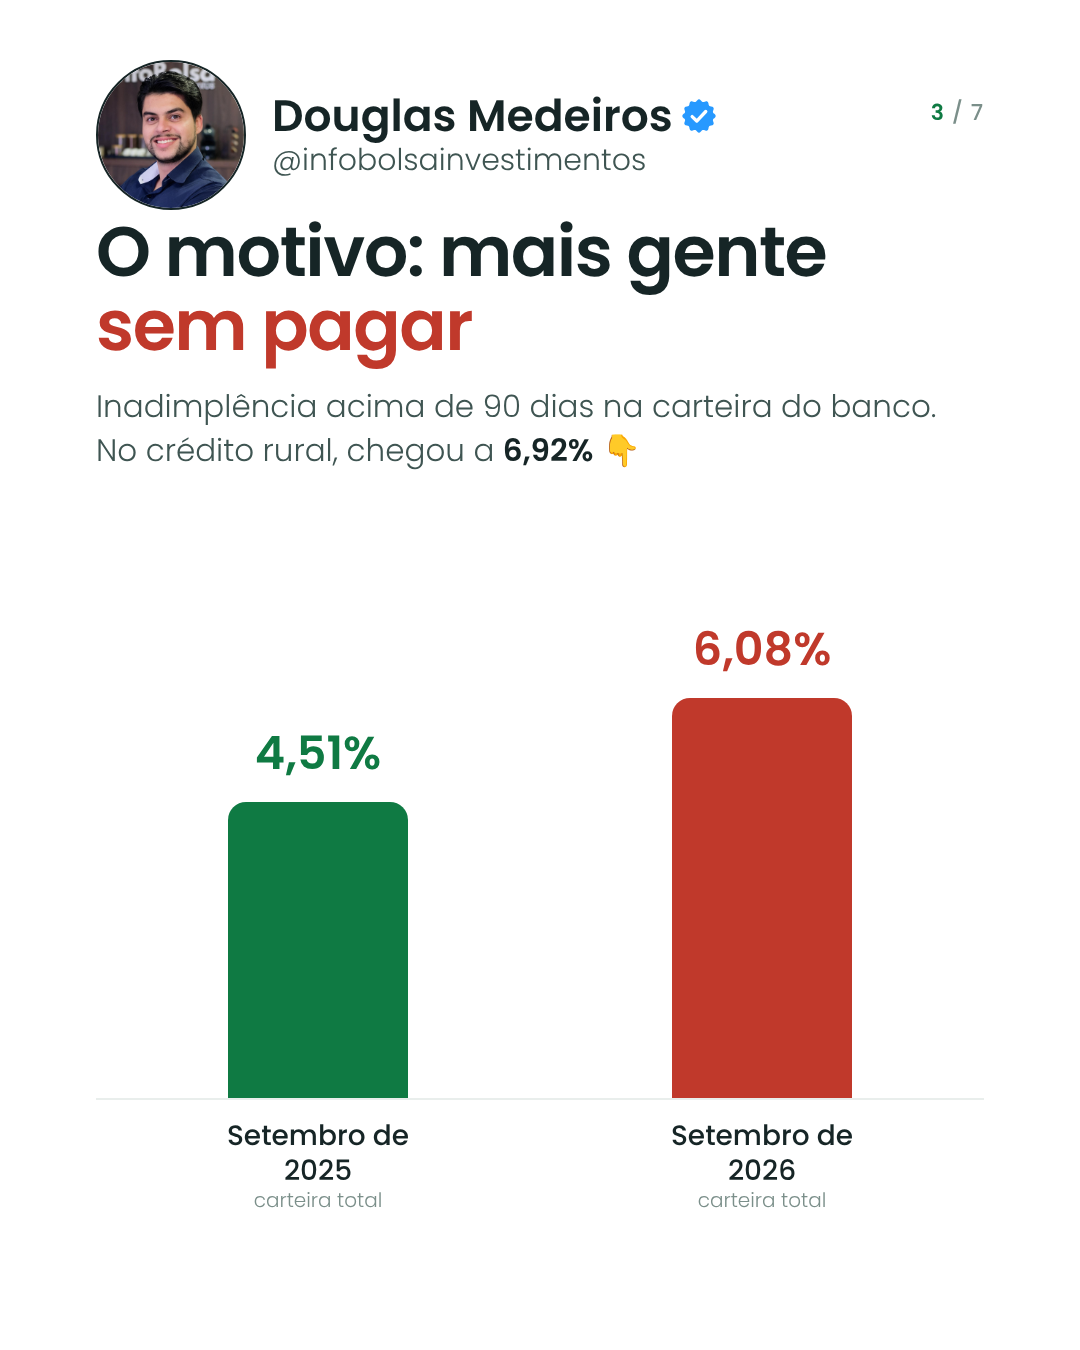 Douglas Medeiros
@infobolsainvestimentos
3 / 7
O motivo: mais gente
sem pagar
Inadimplência acima de 90 dias na carteira do banco.
No crédito rural, chegou a 6,92% 👇
4,51%
6,08%
Setembro de
2025
carteira total
Setembro de
2026
carteira total